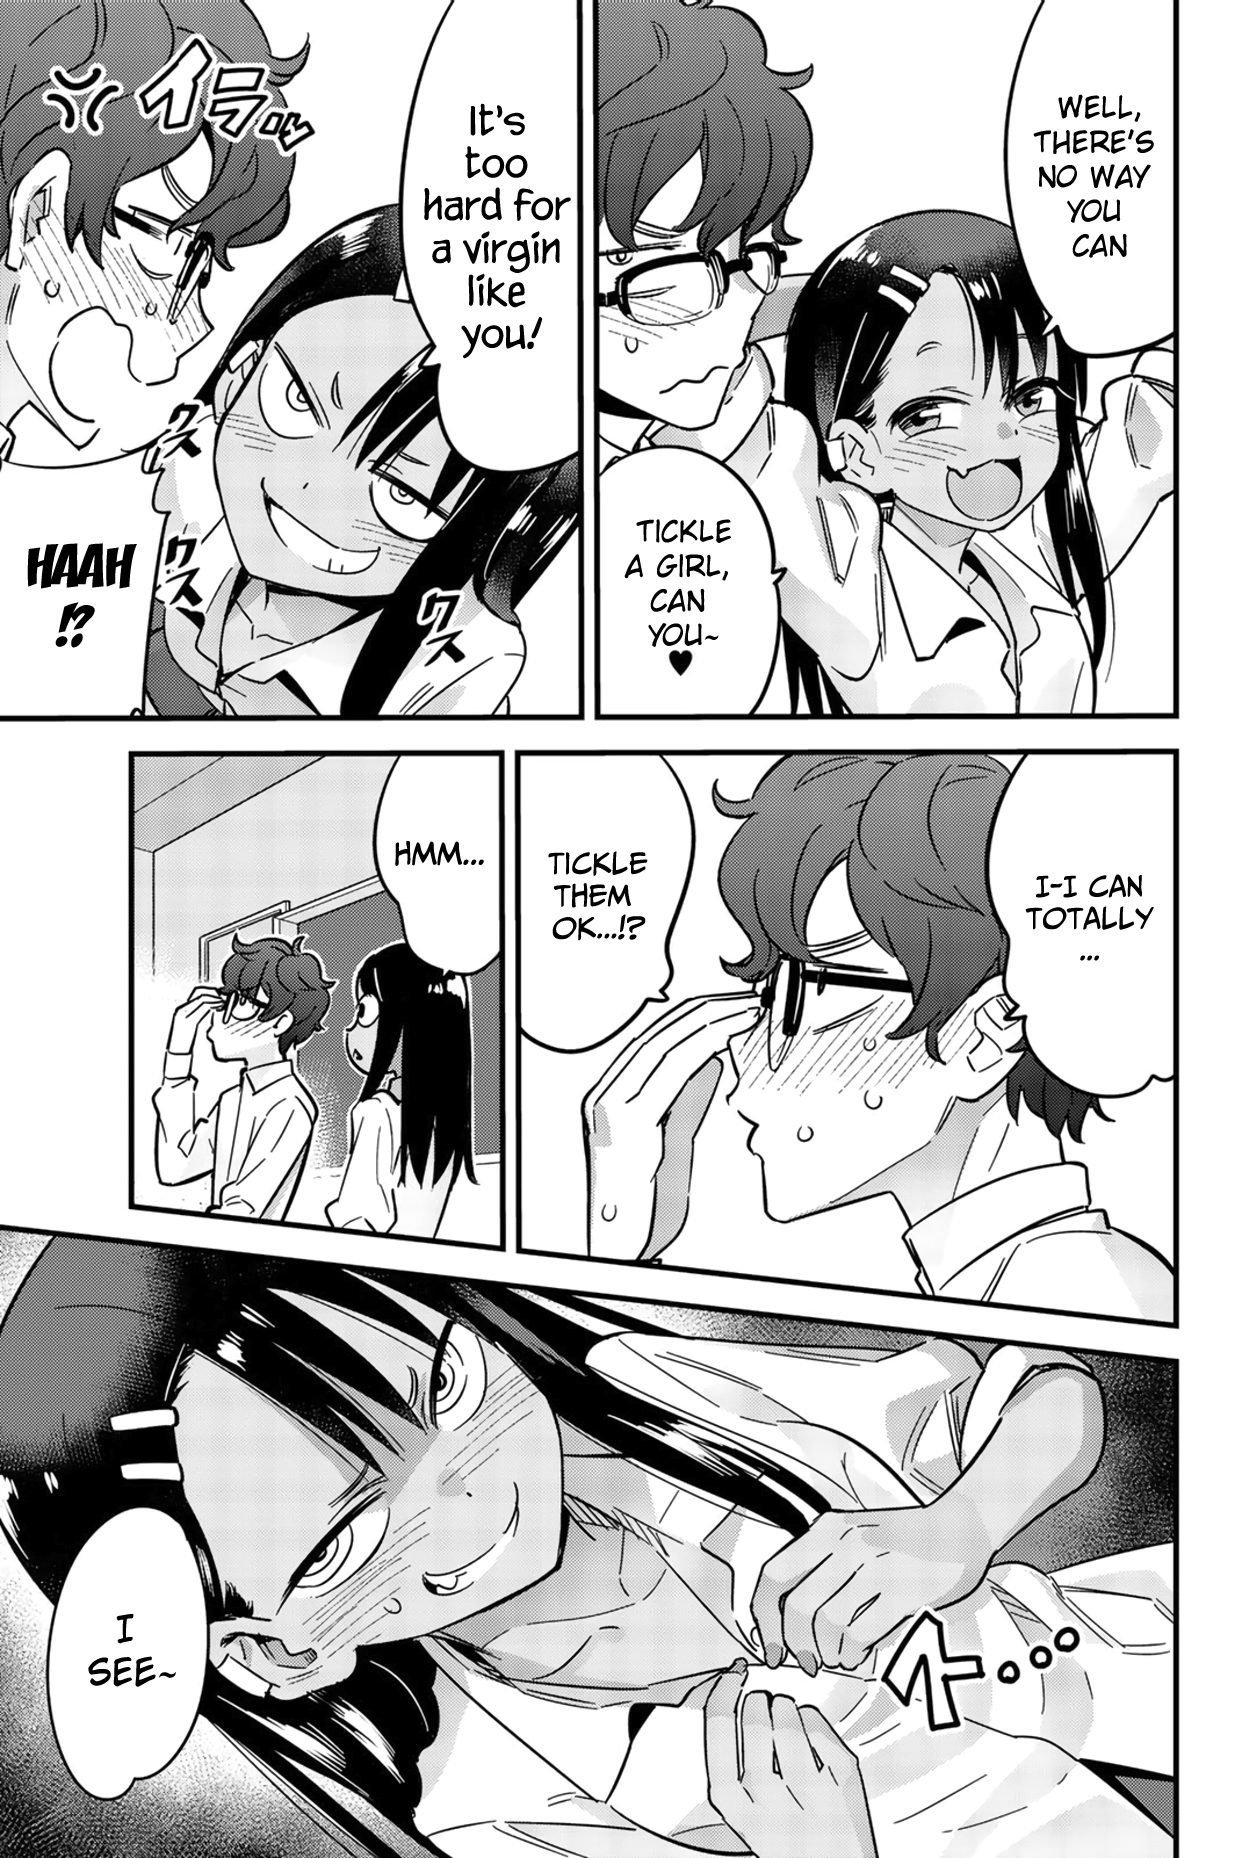 WELL,
THERE'S
NO WAY
YOU
CAN
TICKLE
A GIRL,
CAN
YOU~
♥
It's
too
hard for
a virgin
like
you!
イラッ
クス
クス
クス
HAAH
!?
I-I CAN
TOTALLY
...
TICKLE
THEM
OK...!?
HMM...
I
SEE~
ト...